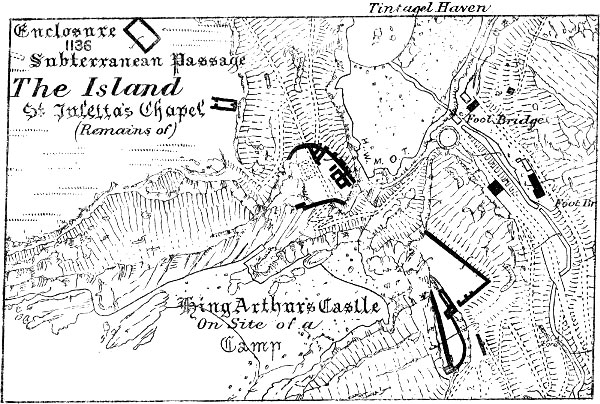 Tintagel Haven
Enclosure
1136
Subterranean Passage
The Island
St Juletta's Chapel
(Remains of)
Foot Bridge
H.W.M.O.T.
Foot Br
King Arthur's Castle
On Site of a
Camp